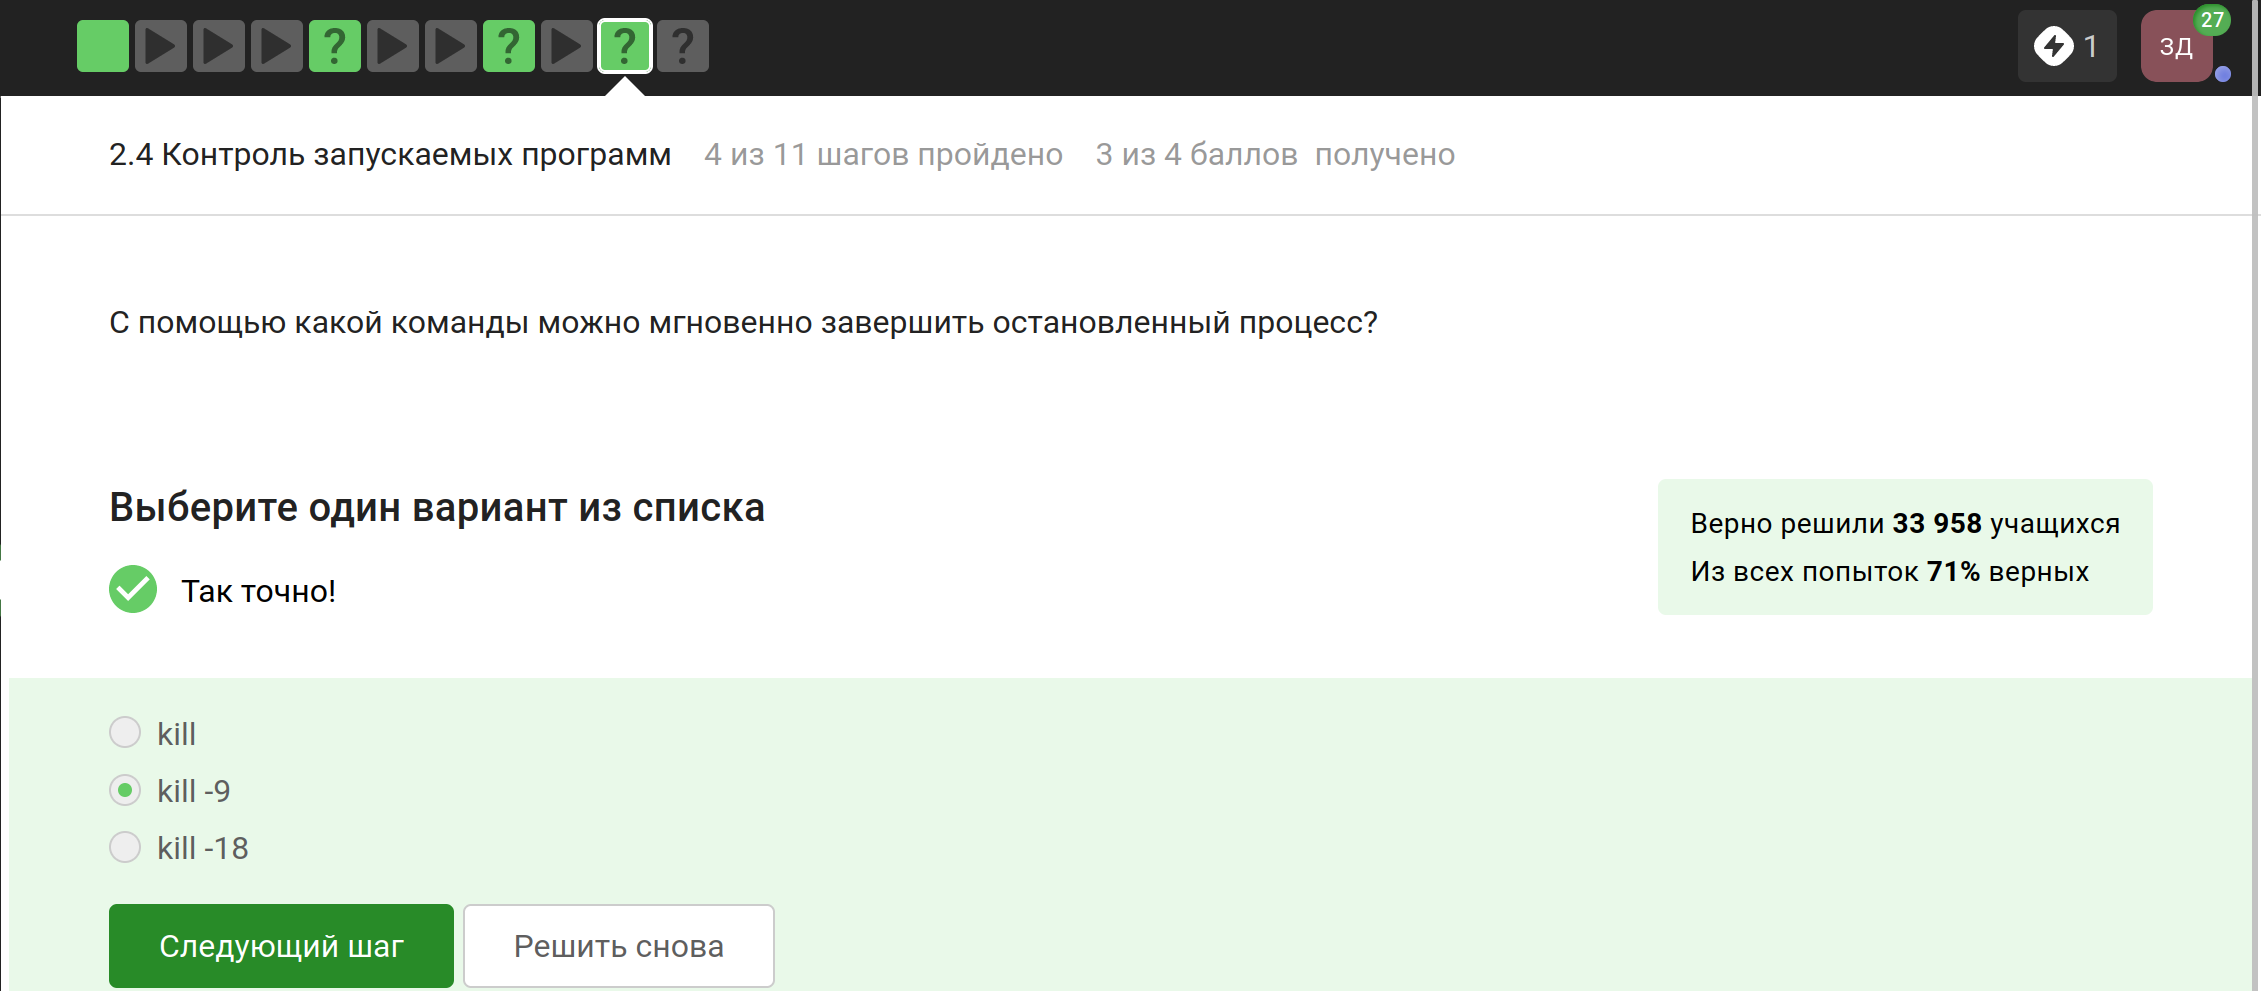 ? ? ? ? 1 ЗД 27
2.4 Контроль запускаемых программ 4 из 11 шагов пройдено 3 из 4 баллов получено
С помощью какой команды можно мгновенно завершить остановленный процесс?
Выберите один вариант из списка
Так точно!
Верно решили 33 958 учащихся
Из всех попыток 71% верных
kill
kill -9
kill -18
Следующий шаг Решить снова